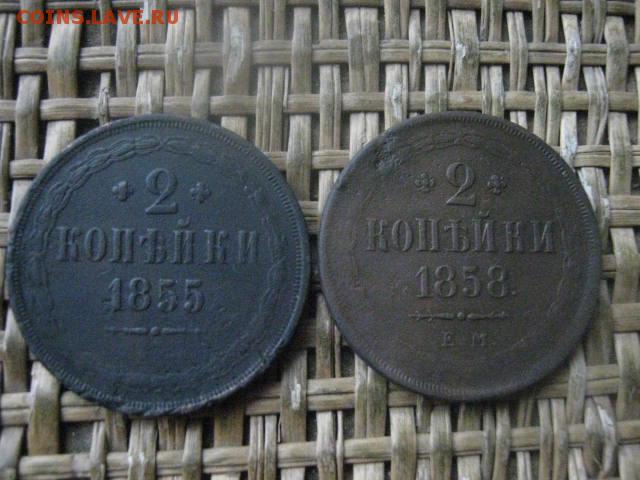 COINS.LAVE.RU
2
КОПѢЙКИ
1855
2
КОПѢЙКИ
1858.
Е.М.